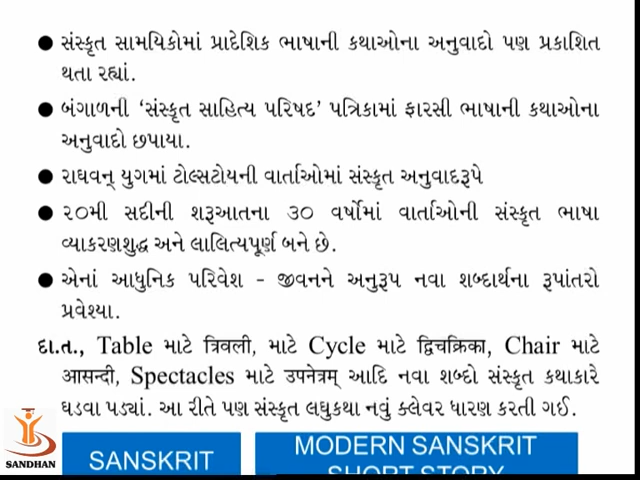 ● સંસ્કૃત સામયિકોમાં પ્રાદેશિક ભાષાની કથાઓના અનુવાદો પણ પ્રકાશિત
થતા રહ્યાં.
● બંગાળની ‘સંસ્કૃત સાહિત્ય પરિષદ’ પત્રિકામાં ફારસી ભાષાની કથાઓના
અનુવાદો છપાયા.
● રાઘવન્ યુગમાં ટોલ્સટોયની વાર્તાઓમાં સંસ્કૃત અનુવાદરૂપે
● ૨૦મી સદીની શરૂઆતના ૩૦ વર્ષોમાં વાર્તાઓની સંસ્કૃત ભાષા
વ્યાકરણશુદ્ધ અને લાલિત્યપૂર્ણ બને છે.
● એનાં આધુનિક પરિવેશ - જીવનને અનુરૂપ નવા શબ્દાર્થના રૂપાંતરો
પ્રવેશ્યા.
દા.ત., Table માટે ત્રિવલી, માટે Cycle માટે द्विचक्रिका, Chair માટે
आसन्दी, Spectacles માટે उपनेत्रम् આદિ નવા શબ્દો સંસ્કૃત કથાકારે
ઘડવા પડ્યાં. આ રીતે પણ સંસ્કૃત લઘુકથા નવું ક્લેવર ધારણ કરતી ગઈ.
SANDHAN
SANSKRIT
MODERN SANSKRIT
SHORT STORY